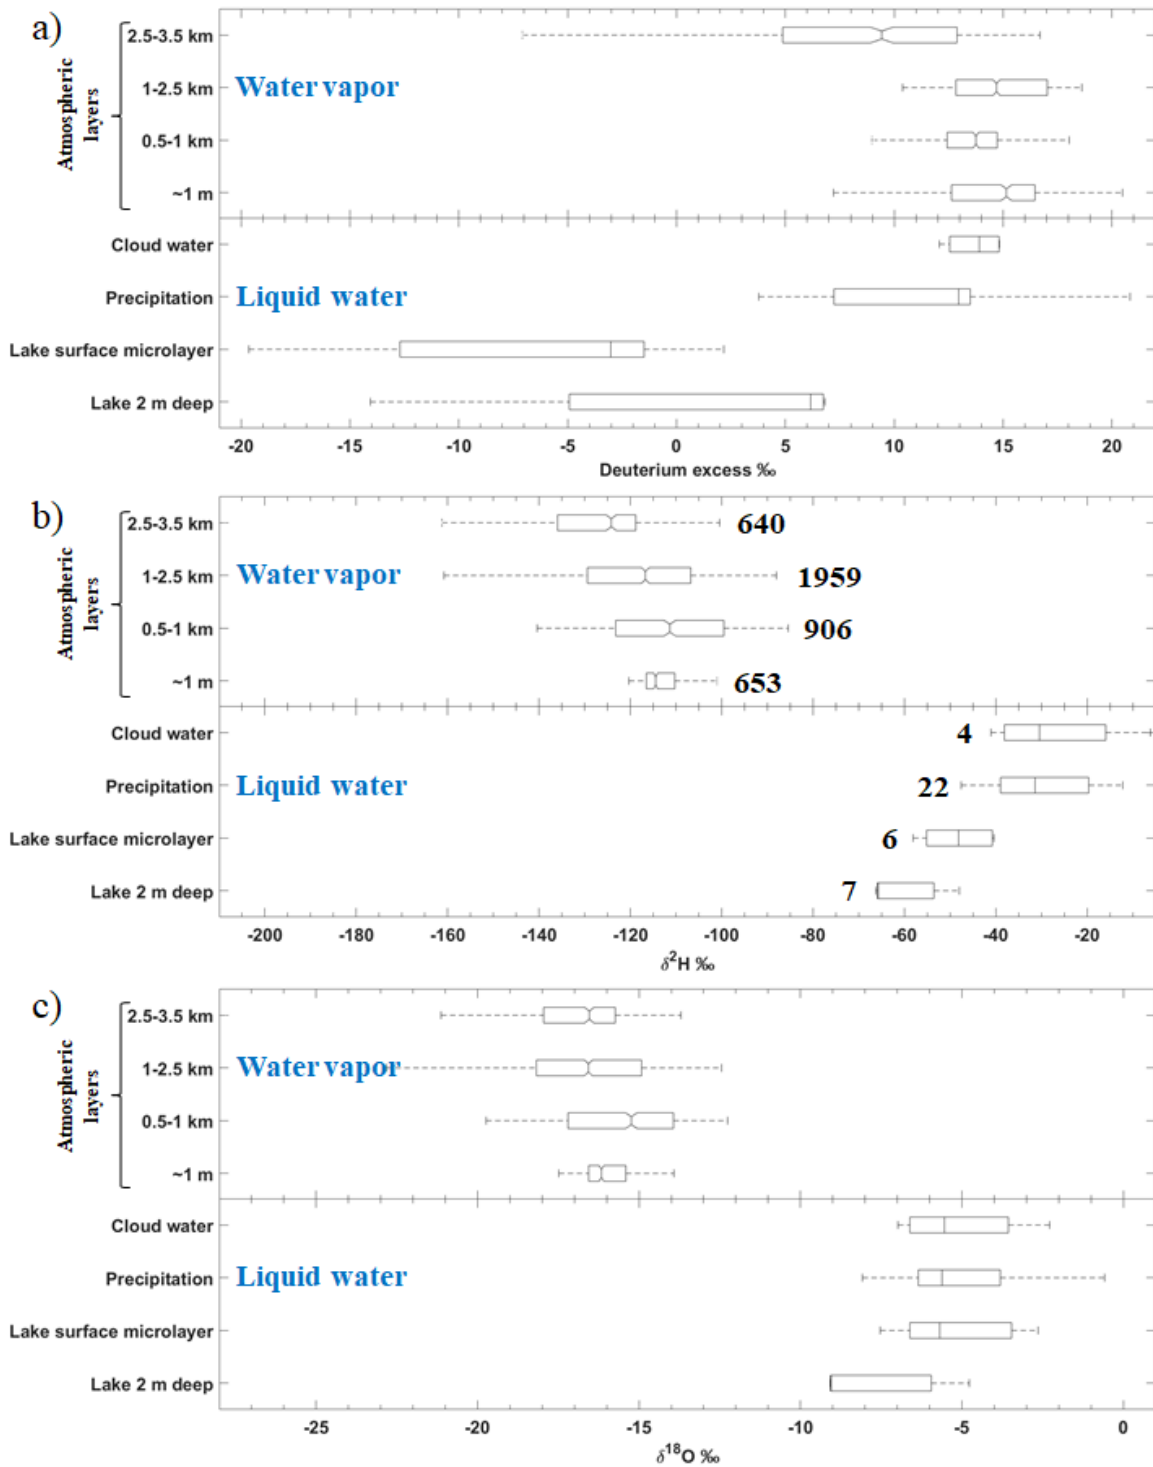 a)
Atmospheric
layers
2.5-3.5 km
1-2.5 km
0.5-1 km
~1 m
Water vapor
Cloud water
Precipitation
Lake surface microlayer
Lake 2 m deep
Liquid water
-20 -15 -10 -5 0 5 10 15 20
Deuterium excess ‰
b)
Atmospheric
layers
2.5-3.5 km
640
1-2.5 km
Water vapor
1959
0.5-1 km
906
~1 m
653
Cloud water
4
Precipitation
Liquid water
22
Lake surface microlayer
6
Lake 2 m deep
7
-200 -180 -160 -140 -120 -100 -80 -60 -40 -20
δ²H ‰
c)
Atmospheric
layers
2.5-3.5 km
1-2.5 km
Water vapor
0.5-1 km
~1 m
Cloud water
Precipitation
Liquid water
Lake surface microlayer
Lake 2 m deep
-25 -20 -15 -10 -5 0
δ¹⁸O ‰